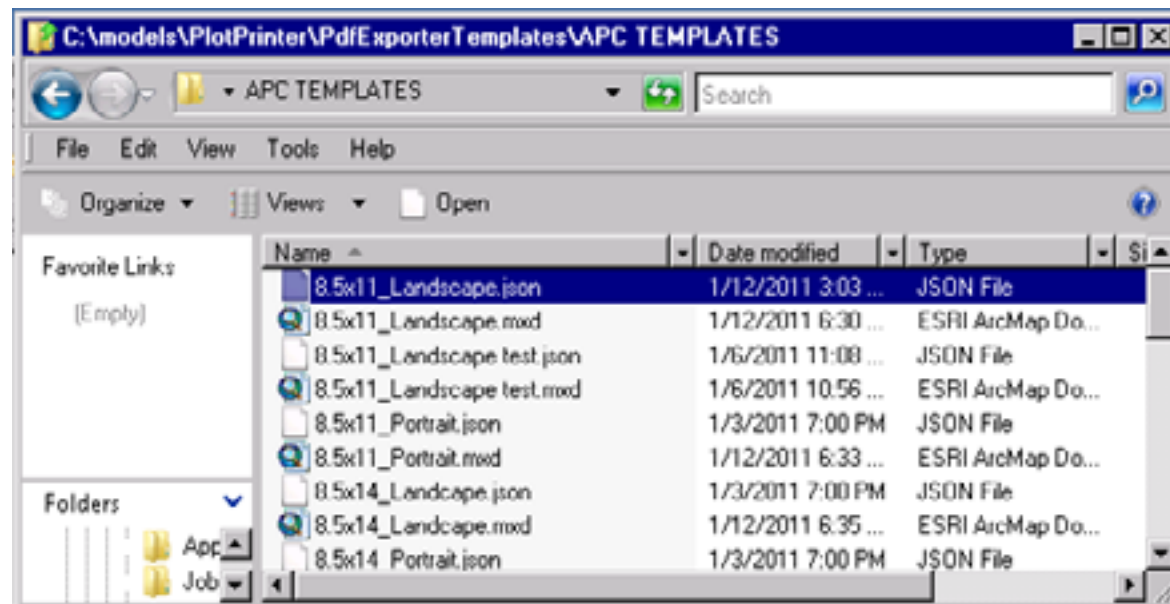 C:\models\PlotPrinter\PdfExporterTemplates\APC TEMPLATES
APC TEMPLATES Search
File Edit View Tools Help
Organize Views Open
Favorite Links
(Empty)
Folders
App
Job
Name Date modified Type Si
8.5x11_Landscape.json 1/12/2011 3:03 ... JSON File
8.5x11_Landscape.mxd 1/12/2011 6:30 ... ESRI ArcMap Do...
8.5x11_Landscape test.json 1/6/2011 11:08 ... JSON File
8.5x11_Landscape test.mxd 1/6/2011 10:56 ... ESRI ArcMap Do...
8.5x11_Portrait.json 1/3/2011 7:00 PM JSON File
8.5x11_Portrait.mxd 1/12/2011 6:33 ... ESRI ArcMap Do...
8.5x14_Landcape.json 1/3/2011 7:00 PM JSON File
8.5x14_Landcape.mxd 1/12/2011 6:35 ... ESRI ArcMap Do...
8.5x14_Portrait.json 1/3/2011 7:00 PM JSON File